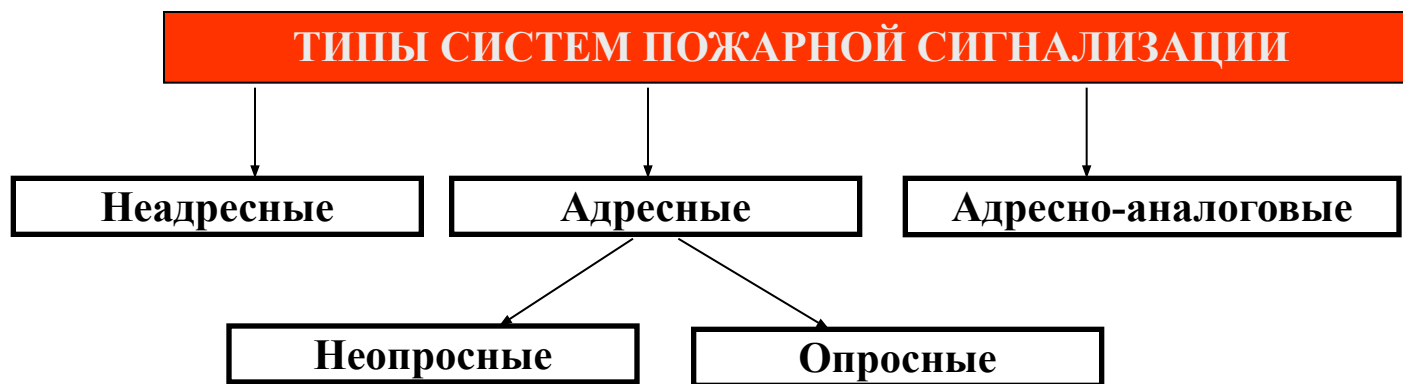 ТИПЫ СИСТЕМ ПОЖАРНОЙ СИГНАЛИЗАЦИИ
Неадресные
Адресные
Адресно-аналоговые
Неопросные
Опросные